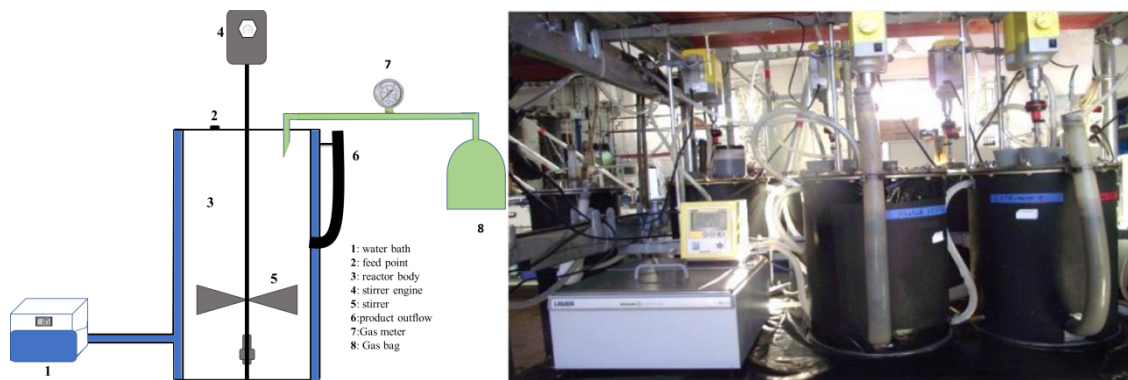 4
7
2
6
3
8
5
1
1: water bath
2: feed point
3: reactor body
4: stirrer engine
5: stirrer
6:product outflow
7:Gas meter
8: Gas bag
LAUDA